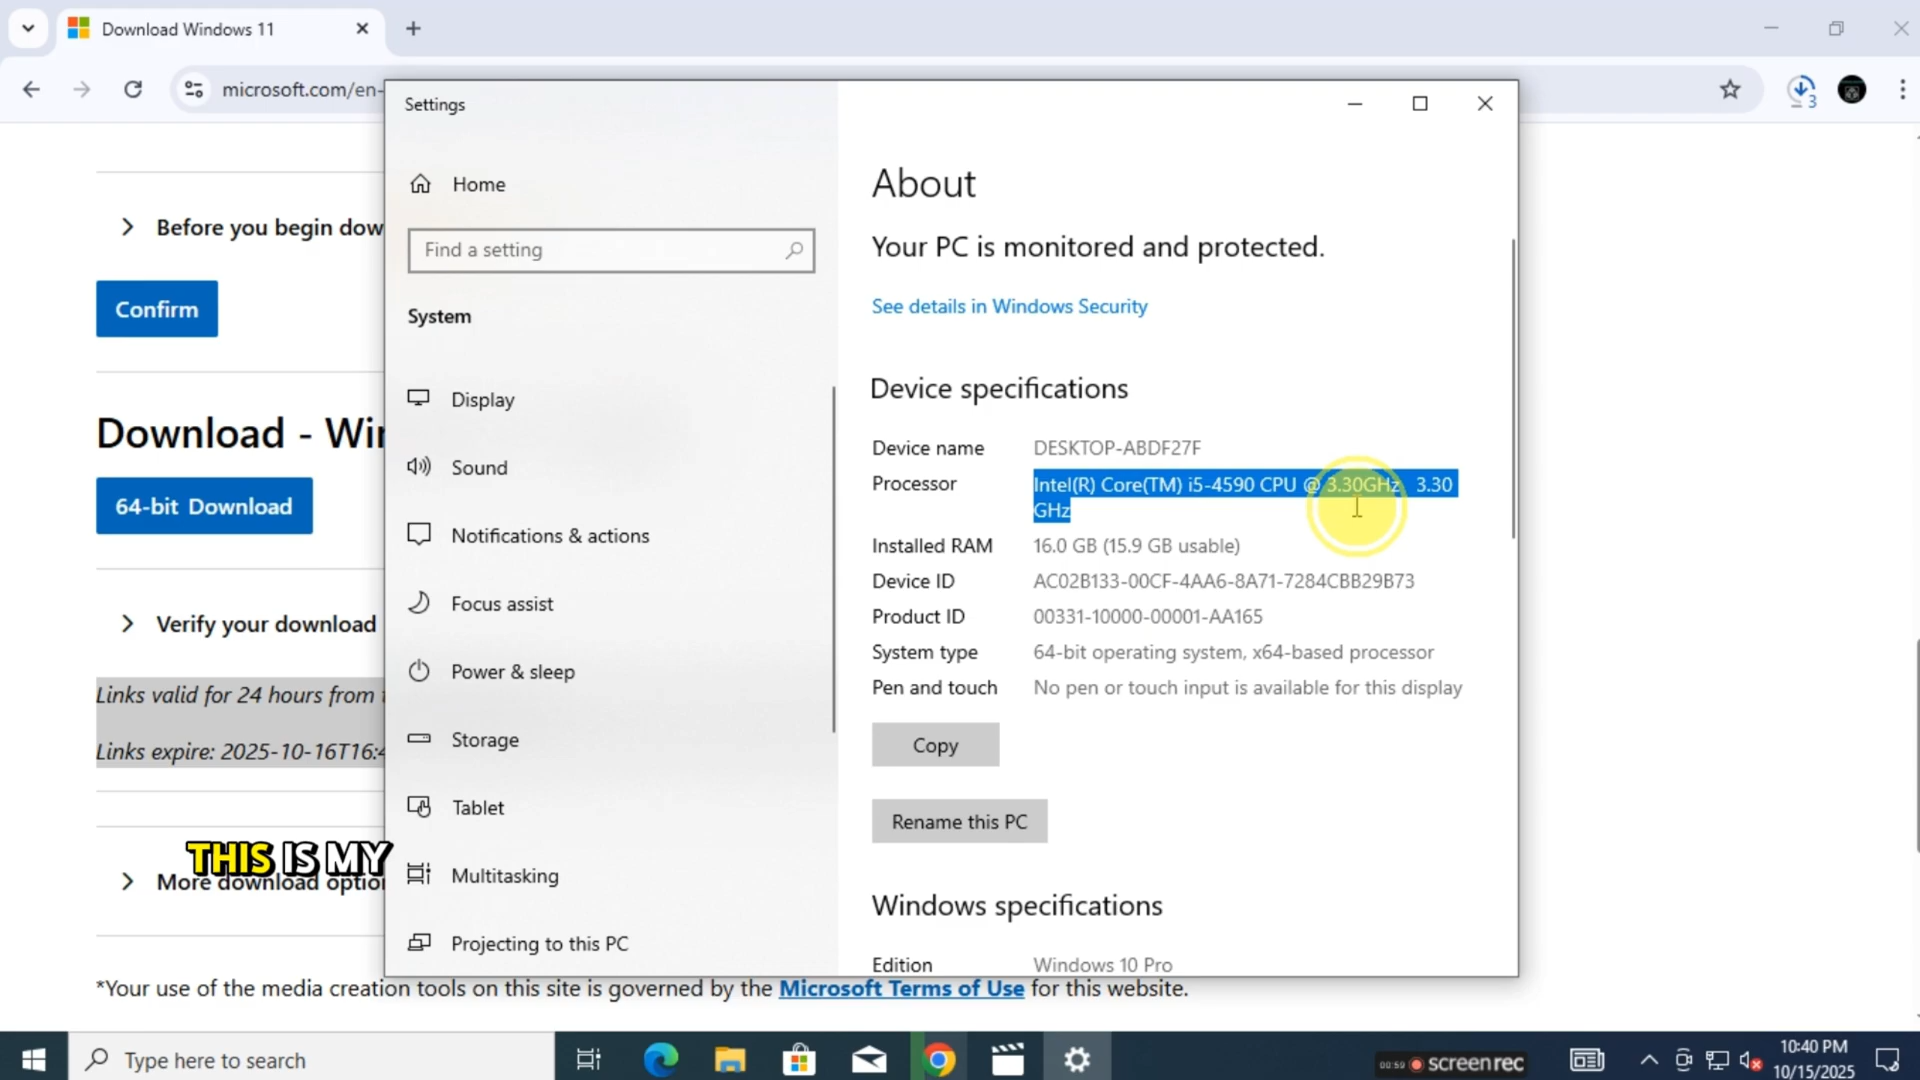 Download Windows 11
microsoft.com/en-
3
Settings
Home
Find a setting
System
Display
Sound
Notifications & actions
Focus assist
Power & sleep
Storage
Tablet
Multitasking
Projecting to this PC
About
Your PC is monitored and protected.
See details in Windows Security
Device specifications
Device name DESKTOP-ABDF27F
Processor Intel(R) Core(TM) i5-4590 CPU @ 3.30GHz 3.30
GHz
Installed RAM 16.0 GB (15.9 GB usable)
Device ID AC02B133-00CF-4AA6-8A71-7284CBB29B73
Product ID 00331-10000-00001-AA165
System type 64-bit operating system, x64-based processor
Pen and touch No pen or touch input is available for this display
Copy
Rename this PC
Windows specifications
Edition Windows 10 Pro
Before you begin dow
Confirm
Download - Wi
64-bit Download
Verify your download
Links valid for 24 hours from
Links expire: 2025-10-16T16:4
THIS IS MY
More download optio
*Your use of the media creation tools on this site is governed by the Microsoft Terms of Use for this website.
Type here to search
00:59 screenrec
10:40 PM
10/15/2025